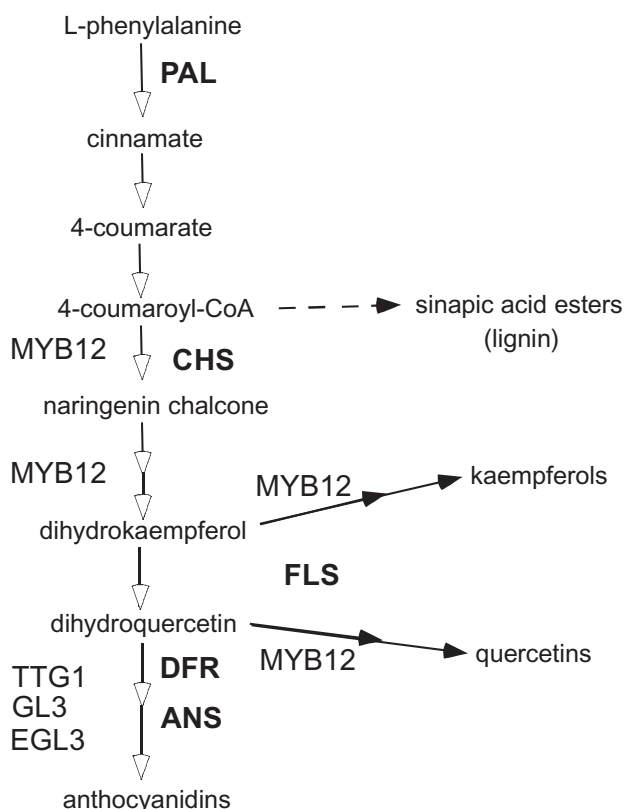 L-phenylalanine
PAL
cinnamate
4-coumarate
4-coumaroyl-CoA
sinapic acid esters
(lignin)
MYB12
CHS
naringenin chalcone
MYB12
MYB12
kaempferols
dihydrokaempferol
FLS
dihydroquercetin
MYB12
quercetins
TTG1
DFR
GL3
ANS
EGL3
anthocyanidins